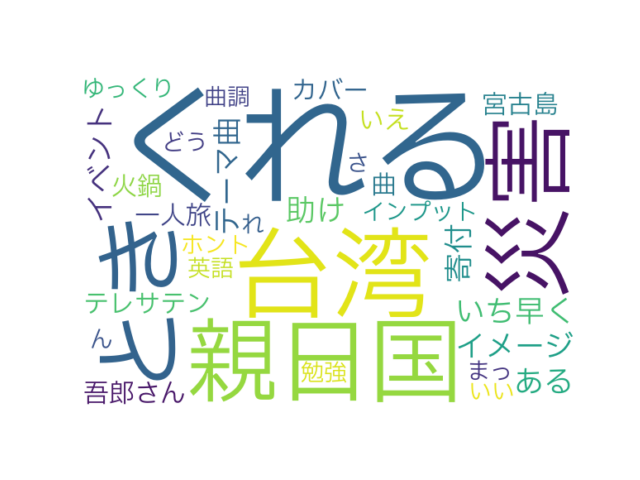 ゆっくり
曲調
カバー
宮古島
くれる
どう
いえ
イベント
テーマ曲
災害
さ
火鍋
曲
一人旅
れ
助け
インプット
とき
ホント
台湾
寄付
英語
テレサテン
いち早く
ん
親日国
イメージ
勉強
まっ
ある
吾郎さん
いい